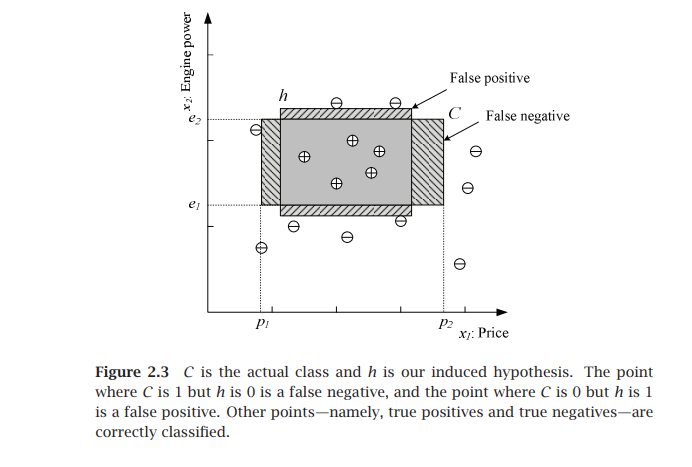 x2: Engine power
h
False positive
C
False negative
e2
e1
p1
p2
x1: Price
Figure 2.3 C is the actual class and h is our induced hypothesis. The point
where C is 1 but h is 0 is a false negative, and the point where C is 0 but h is 1
is a false positive. Other points—namely, true positives and true negatives—are
correctly classified.